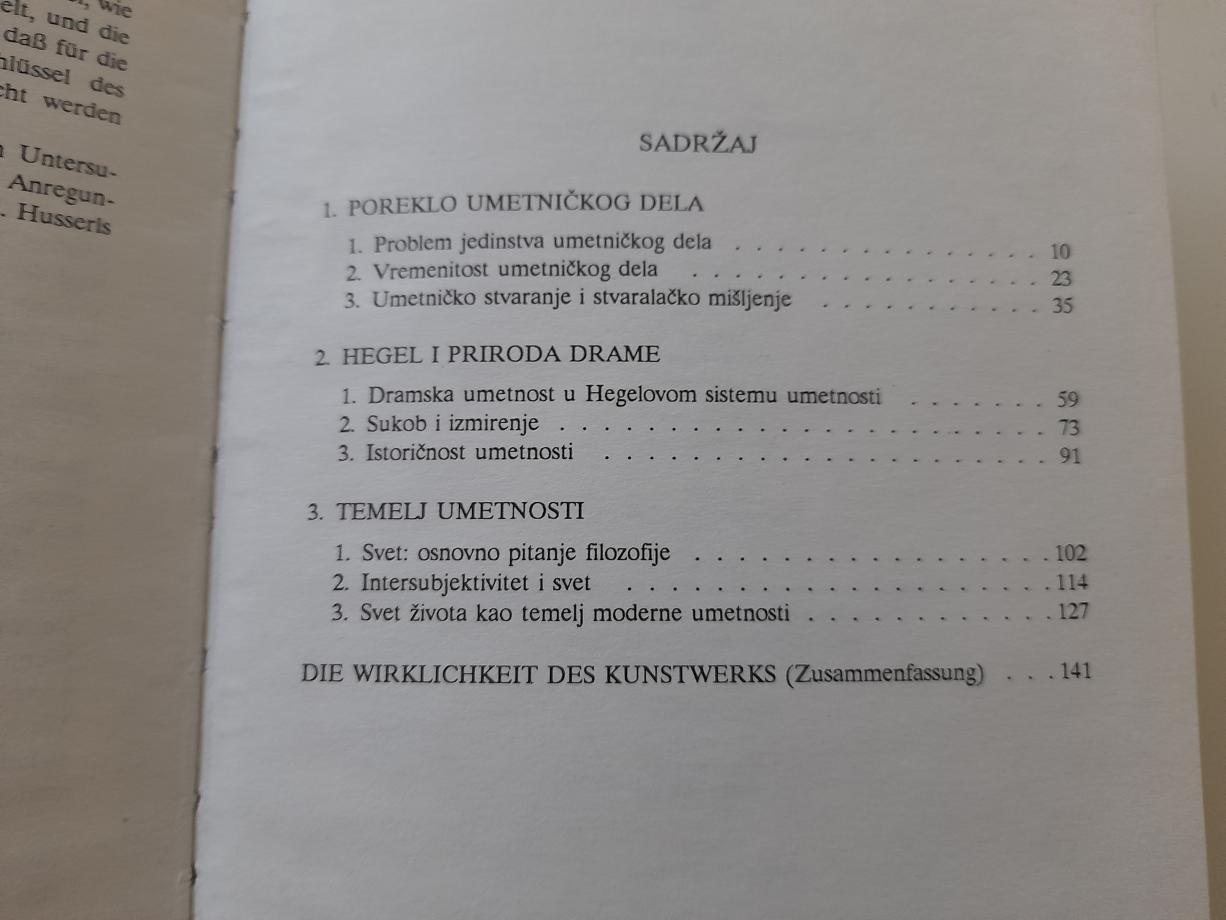 wie
elt, und die
daß für die
hlüssel des
cht werden
Untersu-
Anregun-
. Husserls
SADRŽAJ
1. POREKLO UMETNIČKOG DELA
1. Problem jedinstva umetničkog dela . . . . . . . . . . . . . . . . . 10
2. Vremenitost umetničkog dela . . . . . . . . . . . . . . . . . . . 23
3. Umetničko stvaranje i stvaralačko mišljenje . . . . . . . . . . . . 35
2. HEGEL I PRIRODA DRAME
1. Dramska umetnost u Hegelovom sistemu umetnosti . . . . . . . 59
2. Sukob i izmirenje . . . . . . . . . . . . . . . . . . . . . . . . . . 73
3. Istoričnost umetnosti . . . . . . . . . . . . . . . . . . . . . . . . 91
3. TEMELJ UMETNOSTI
1. Svet: osnovno pitanje filozofije . . . . . . . . . . . . . . . . 102
2. Intersubjektivitet i svet . . . . . . . . . . . . . . . . . . . . 114
3. Svet života kao temelj moderne umetnosti . . . . . . . . . . . . 127
DIE WIRKLICHKEIT DES KUNSTWERKS (Zusammenfassung) . . . 141